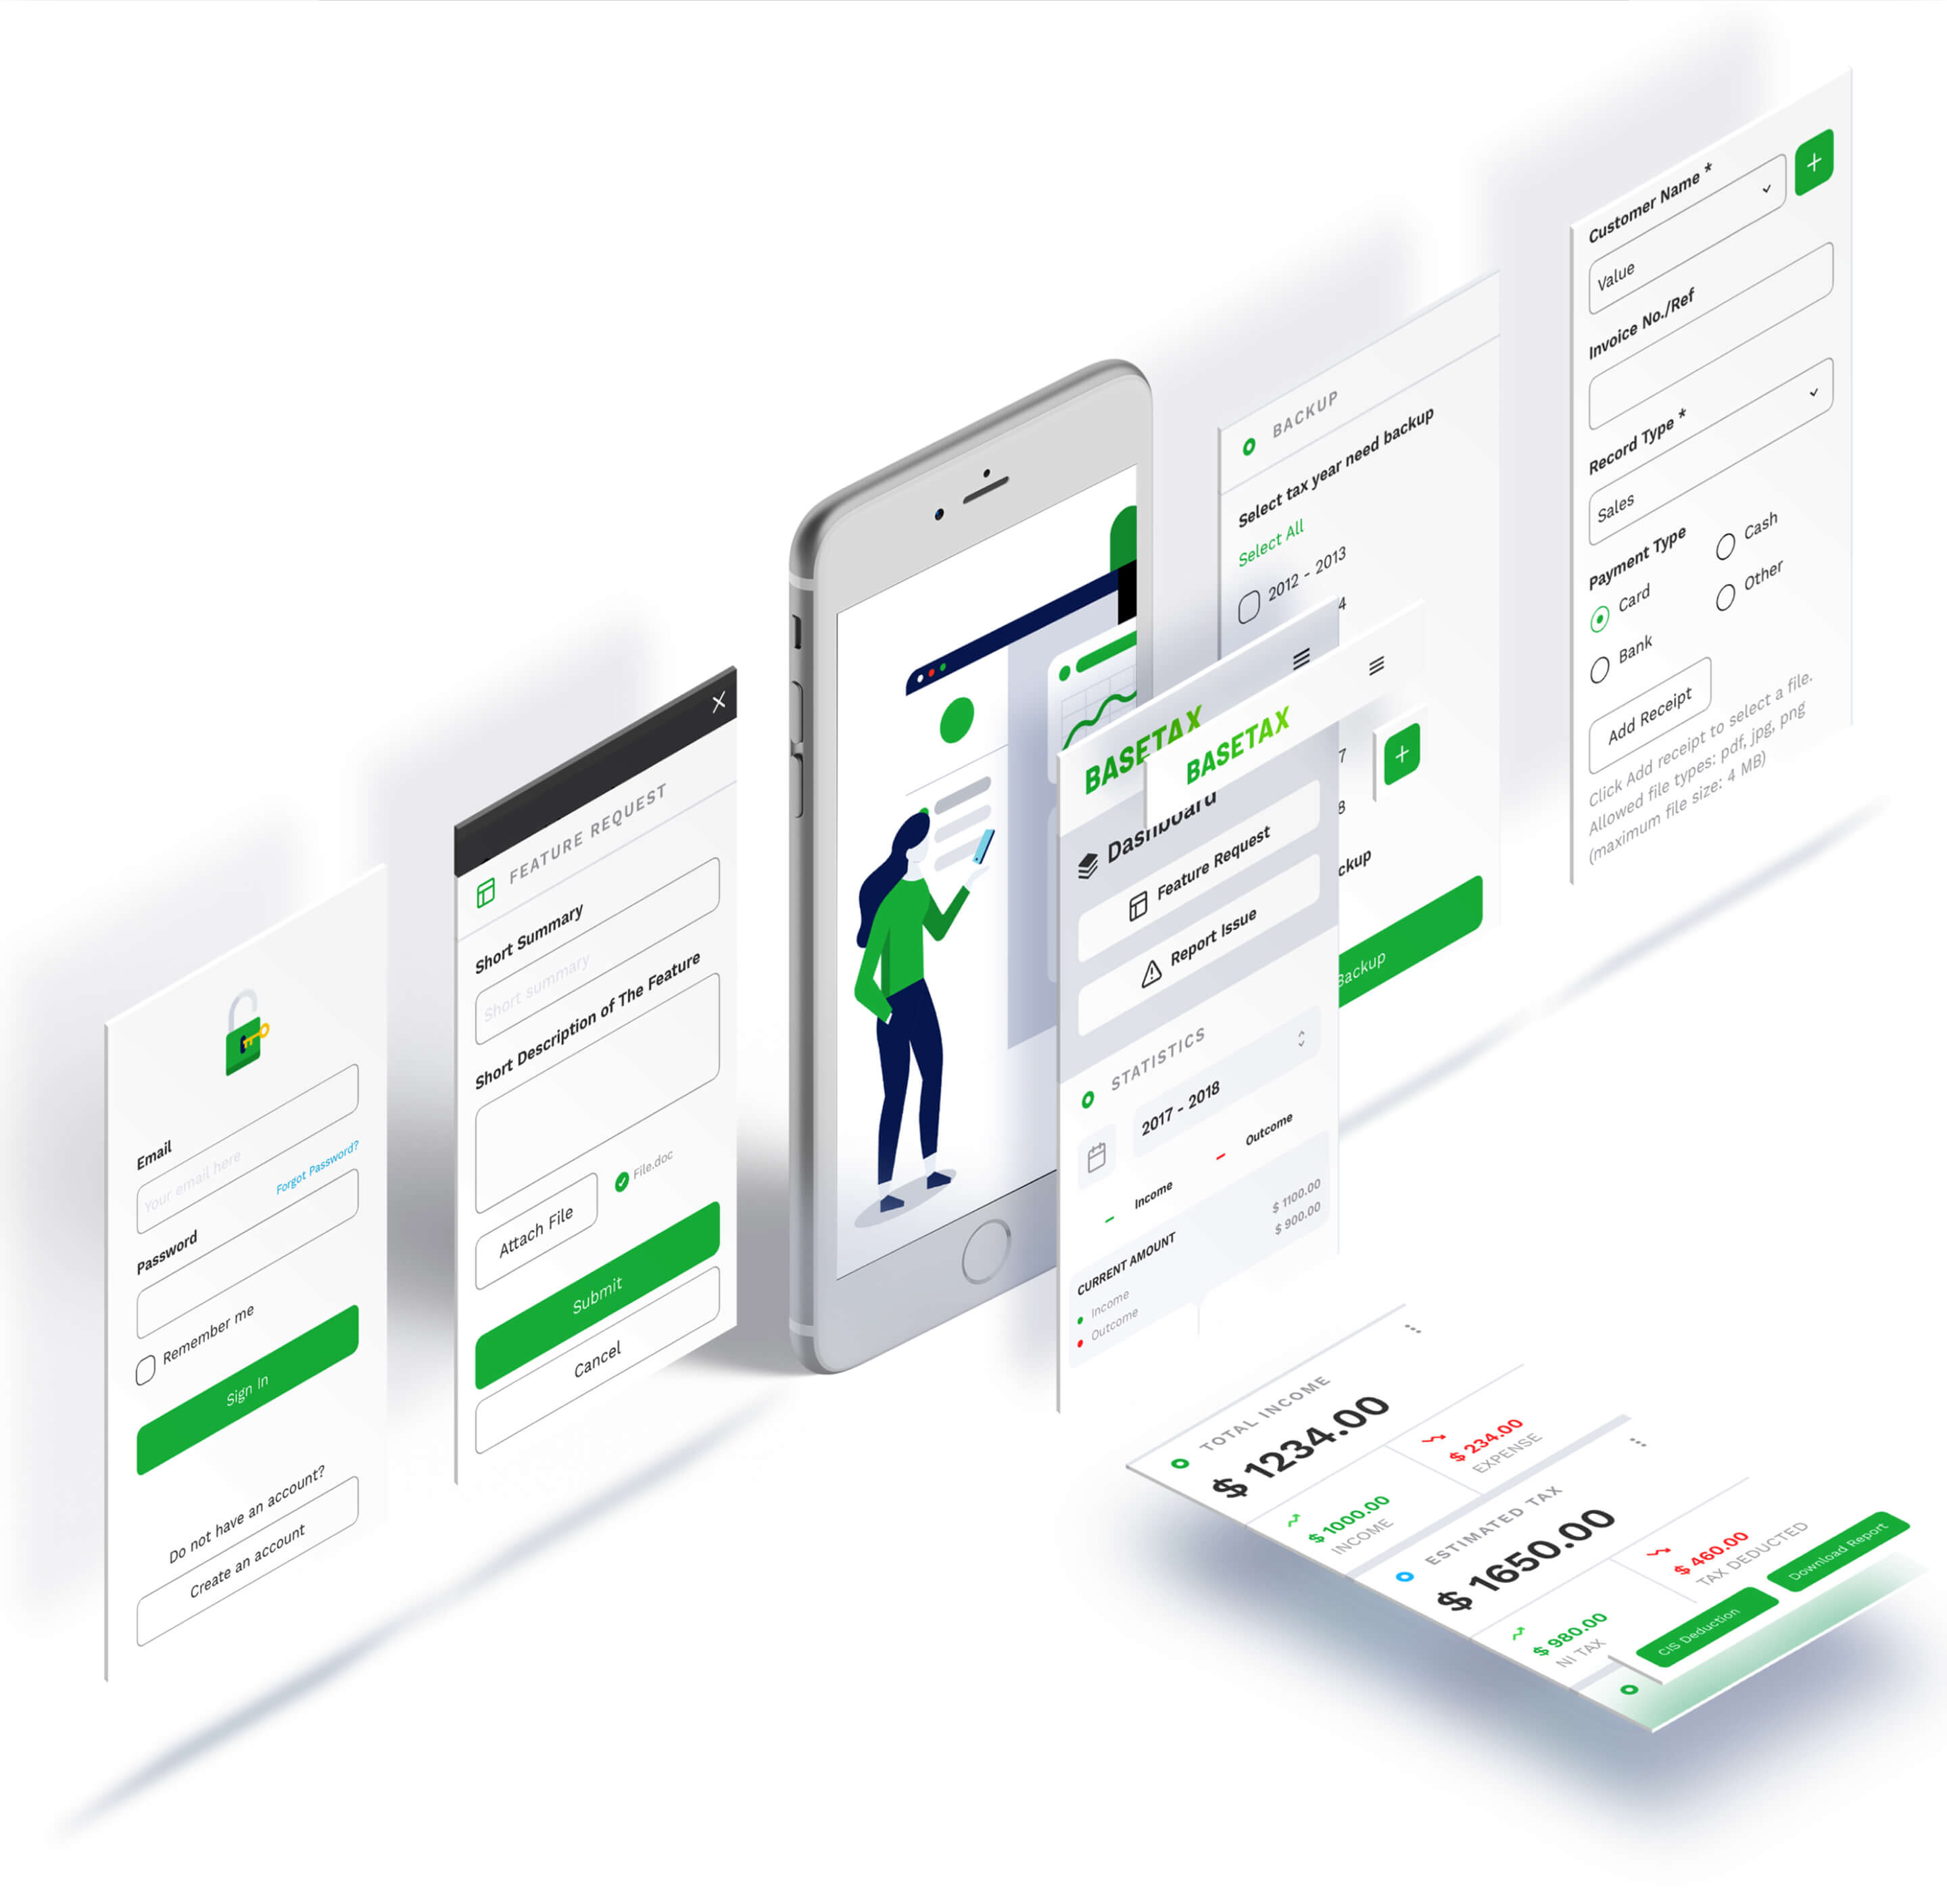 Email
Your email here
Forgot Password?
Password
Remember me
Sign In
Do not have an account?
Create an account
FEATURE REQUEST
Short Summary
Short summary
Short Description of The Feature
Attach File
File.doc
Submit
Cancel
BASETAX
BASETAX
Dashboard
Feature Request
Report Issue
STATISTICS
2017 - 2018
Outcome
Income
$ 1100.00
$ 900.00
CURRENT AMOUNT
Income
Outcome
BACKUP
Select tax year need backup
Select All
2012 - 2013
4
7
8
ckup
Backup
Customer Name *
Value
Invoice No./Ref
Record Type *
Sales
Payment Type
Card
Cash
Bank
Other
Add Receipt
Click Add receipt to select a file.
Allowed file types: pdf, jpg, png
(maximum file size: 4 MB)
TOTAL INCOME
$ 1234.00
$ 1000.00
INCOME
$ 234.00
EXPENSE
ESTIMATED TAX
$ 1650.00
$ 980.00
NI TAX
$ 460.00
TAX DEDUCTED
CIS Deduction
Download Report